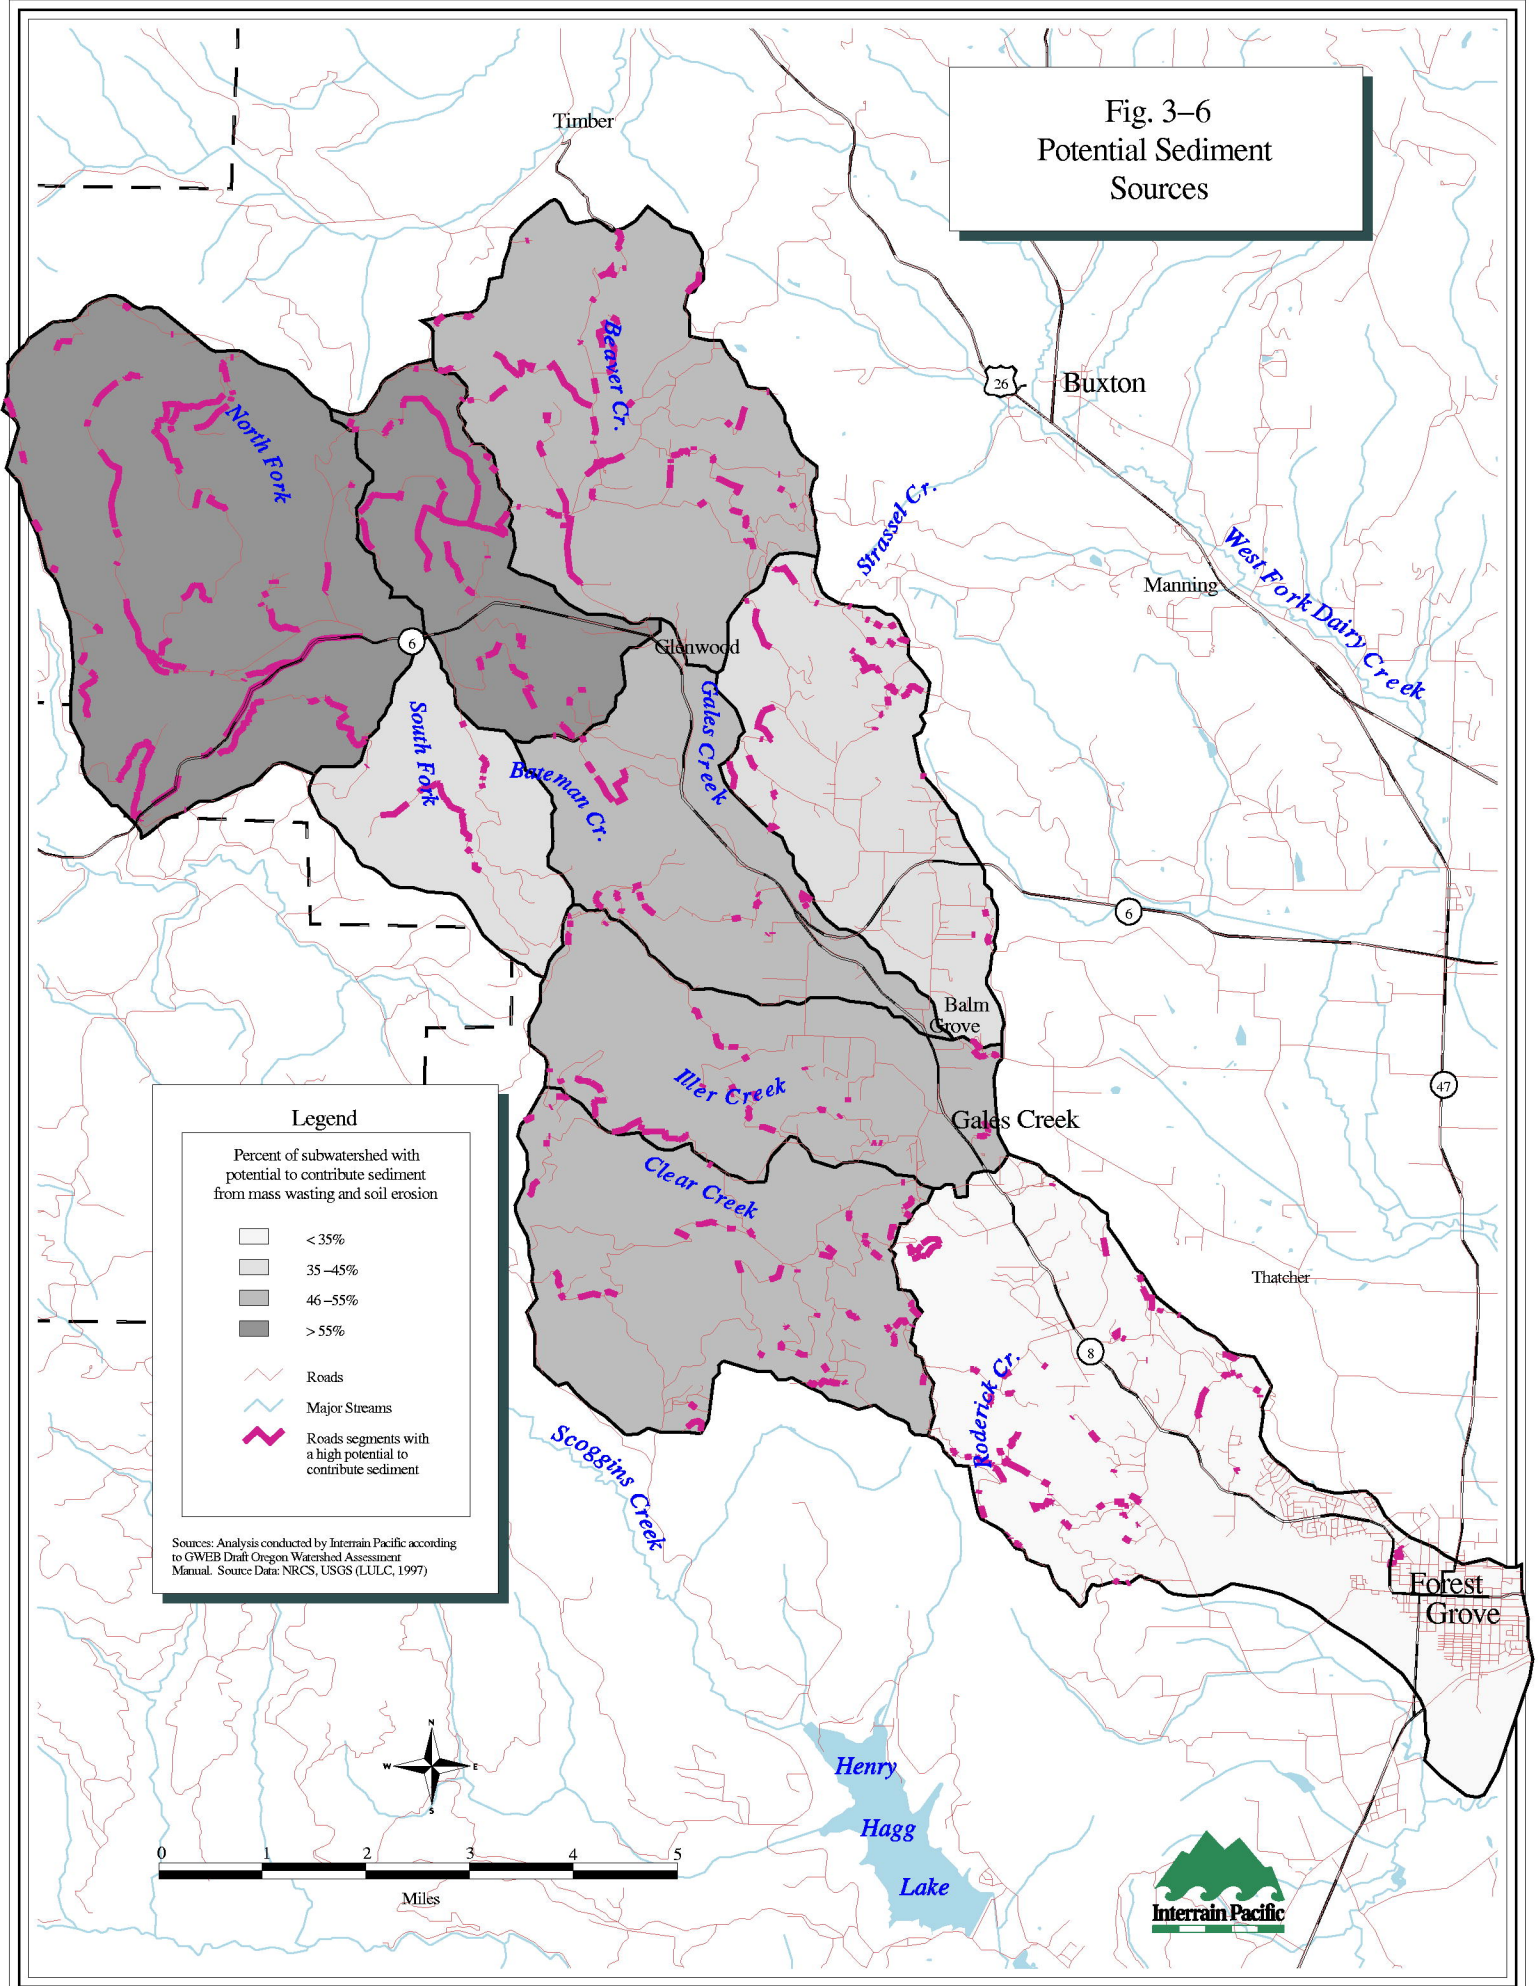 Fig. 3–6
Potential Sediment
Sources
Timber
Beaver Cr.
North Fork
26
Buxton
Strassel Cr.
West Fork Dairy Creek
Manning
6
Glenwood
Gales Creek
South Fork
Bateman Cr.
6
Balm
Grove
Iller Creek
47
Gales Creek
Clear Creek
Thatcher
8
Roderick Cr.
Scoggins Creek
Forest
Grove
Legend
Percent of subwatershed with
potential to contribute sediment
from mass wasting and soil erosion
< 35%
35 –45%
46 –55%
> 55%
Roads
Major Streams
Roads segments with
a high potential to
contribute sediment
Sources: Analysis conducted by Interrain Pacific according
to GWEB Draft Oregon Watershed Assessment
Manual. Source Data: NRCS, USGS (LULC, 1997)
N
W E
S
Henry
Hagg
Lake
0 1 2 3 4 5
Miles
Interrain Pacific